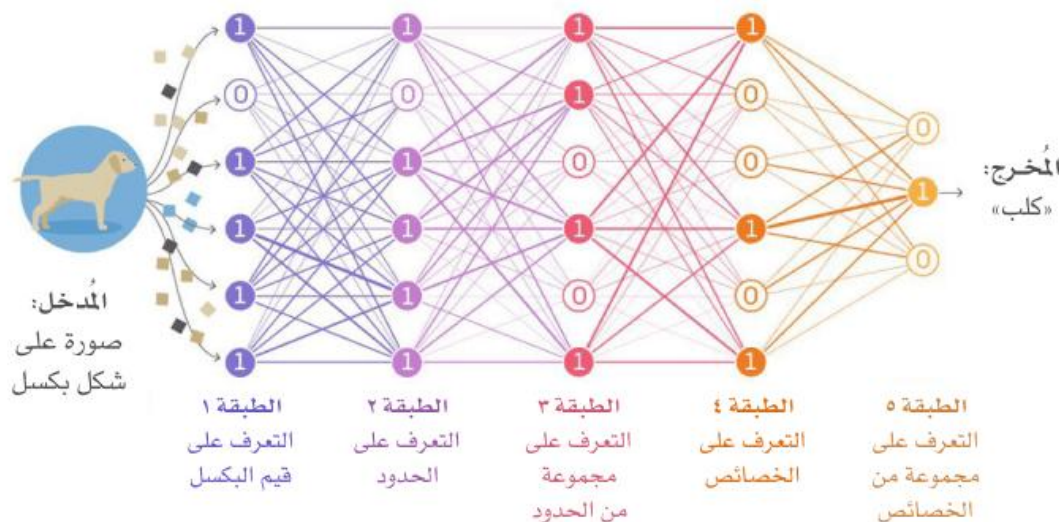 1 1 1 1
0 0 1 0
0
1 1 0 0
1
1 1 1 1
0
1 1 0 0
1 1 1 1
المُدخل:
صورة على
شكل بكسل
المُخرج:
«كلب»
الطبقة ١
التعرف على
قيم البكسل
الطبقة ٢
التعرف على
الحدود
الطبقة ٣
التعرف على
مجموعة
من الحدود
الطبقة ٤
التعرف على
الخصائص
الطبقة ٥
التعرف على
مجموعة من
الخصائص